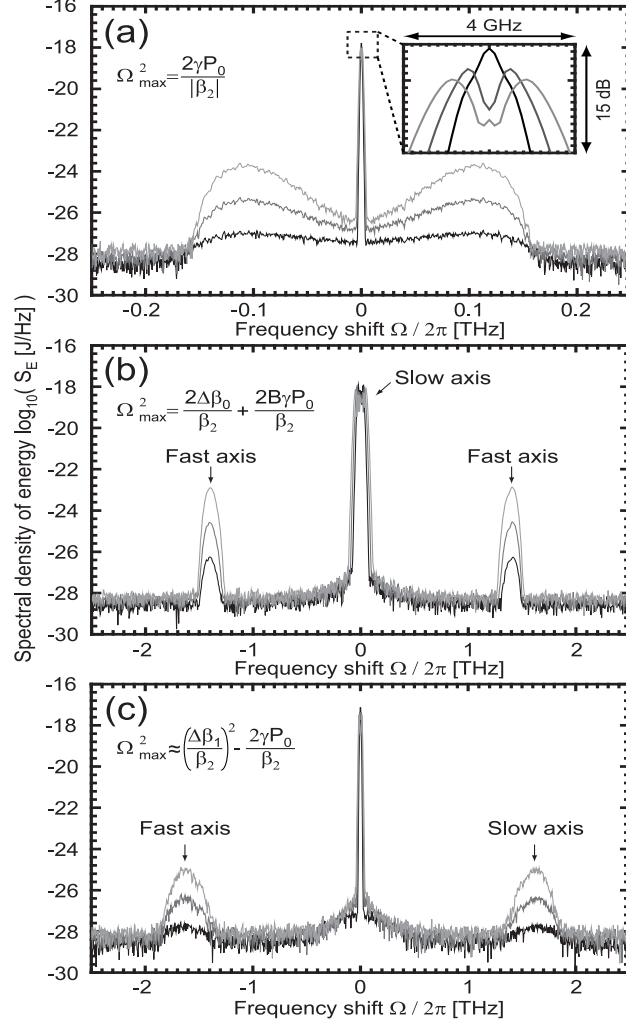 Spectral density of energy log10( SE [J/Hz] )
(a)
Ω²max = 2γP₀ / |β₂|
4 GHz
15 dB
-16
-18
-20
-22
-24
-26
-28
-30
-0.2 -0.1 0 0.1 0.2
Frequency shift Ω / 2π [THz]
(b)
Ω²max = 2Δβ₀ / β₂ + 2BγP₀ / β₂
Slow axis
Fast axis
Fast axis
-16
-18
-20
-22
-24
-26
-28
-30
-2 -1 0 1 2
Frequency shift Ω / 2π [THz]
(c)
Ω²max ≈ (Δβ₁ / β₂)² - 2γP₀ / β₂
Fast axis
Slow axis
-16
-18
-20
-22
-24
-26
-28
-30
-2 -1 0 1 2
Frequency shift Ω / 2π [THz]